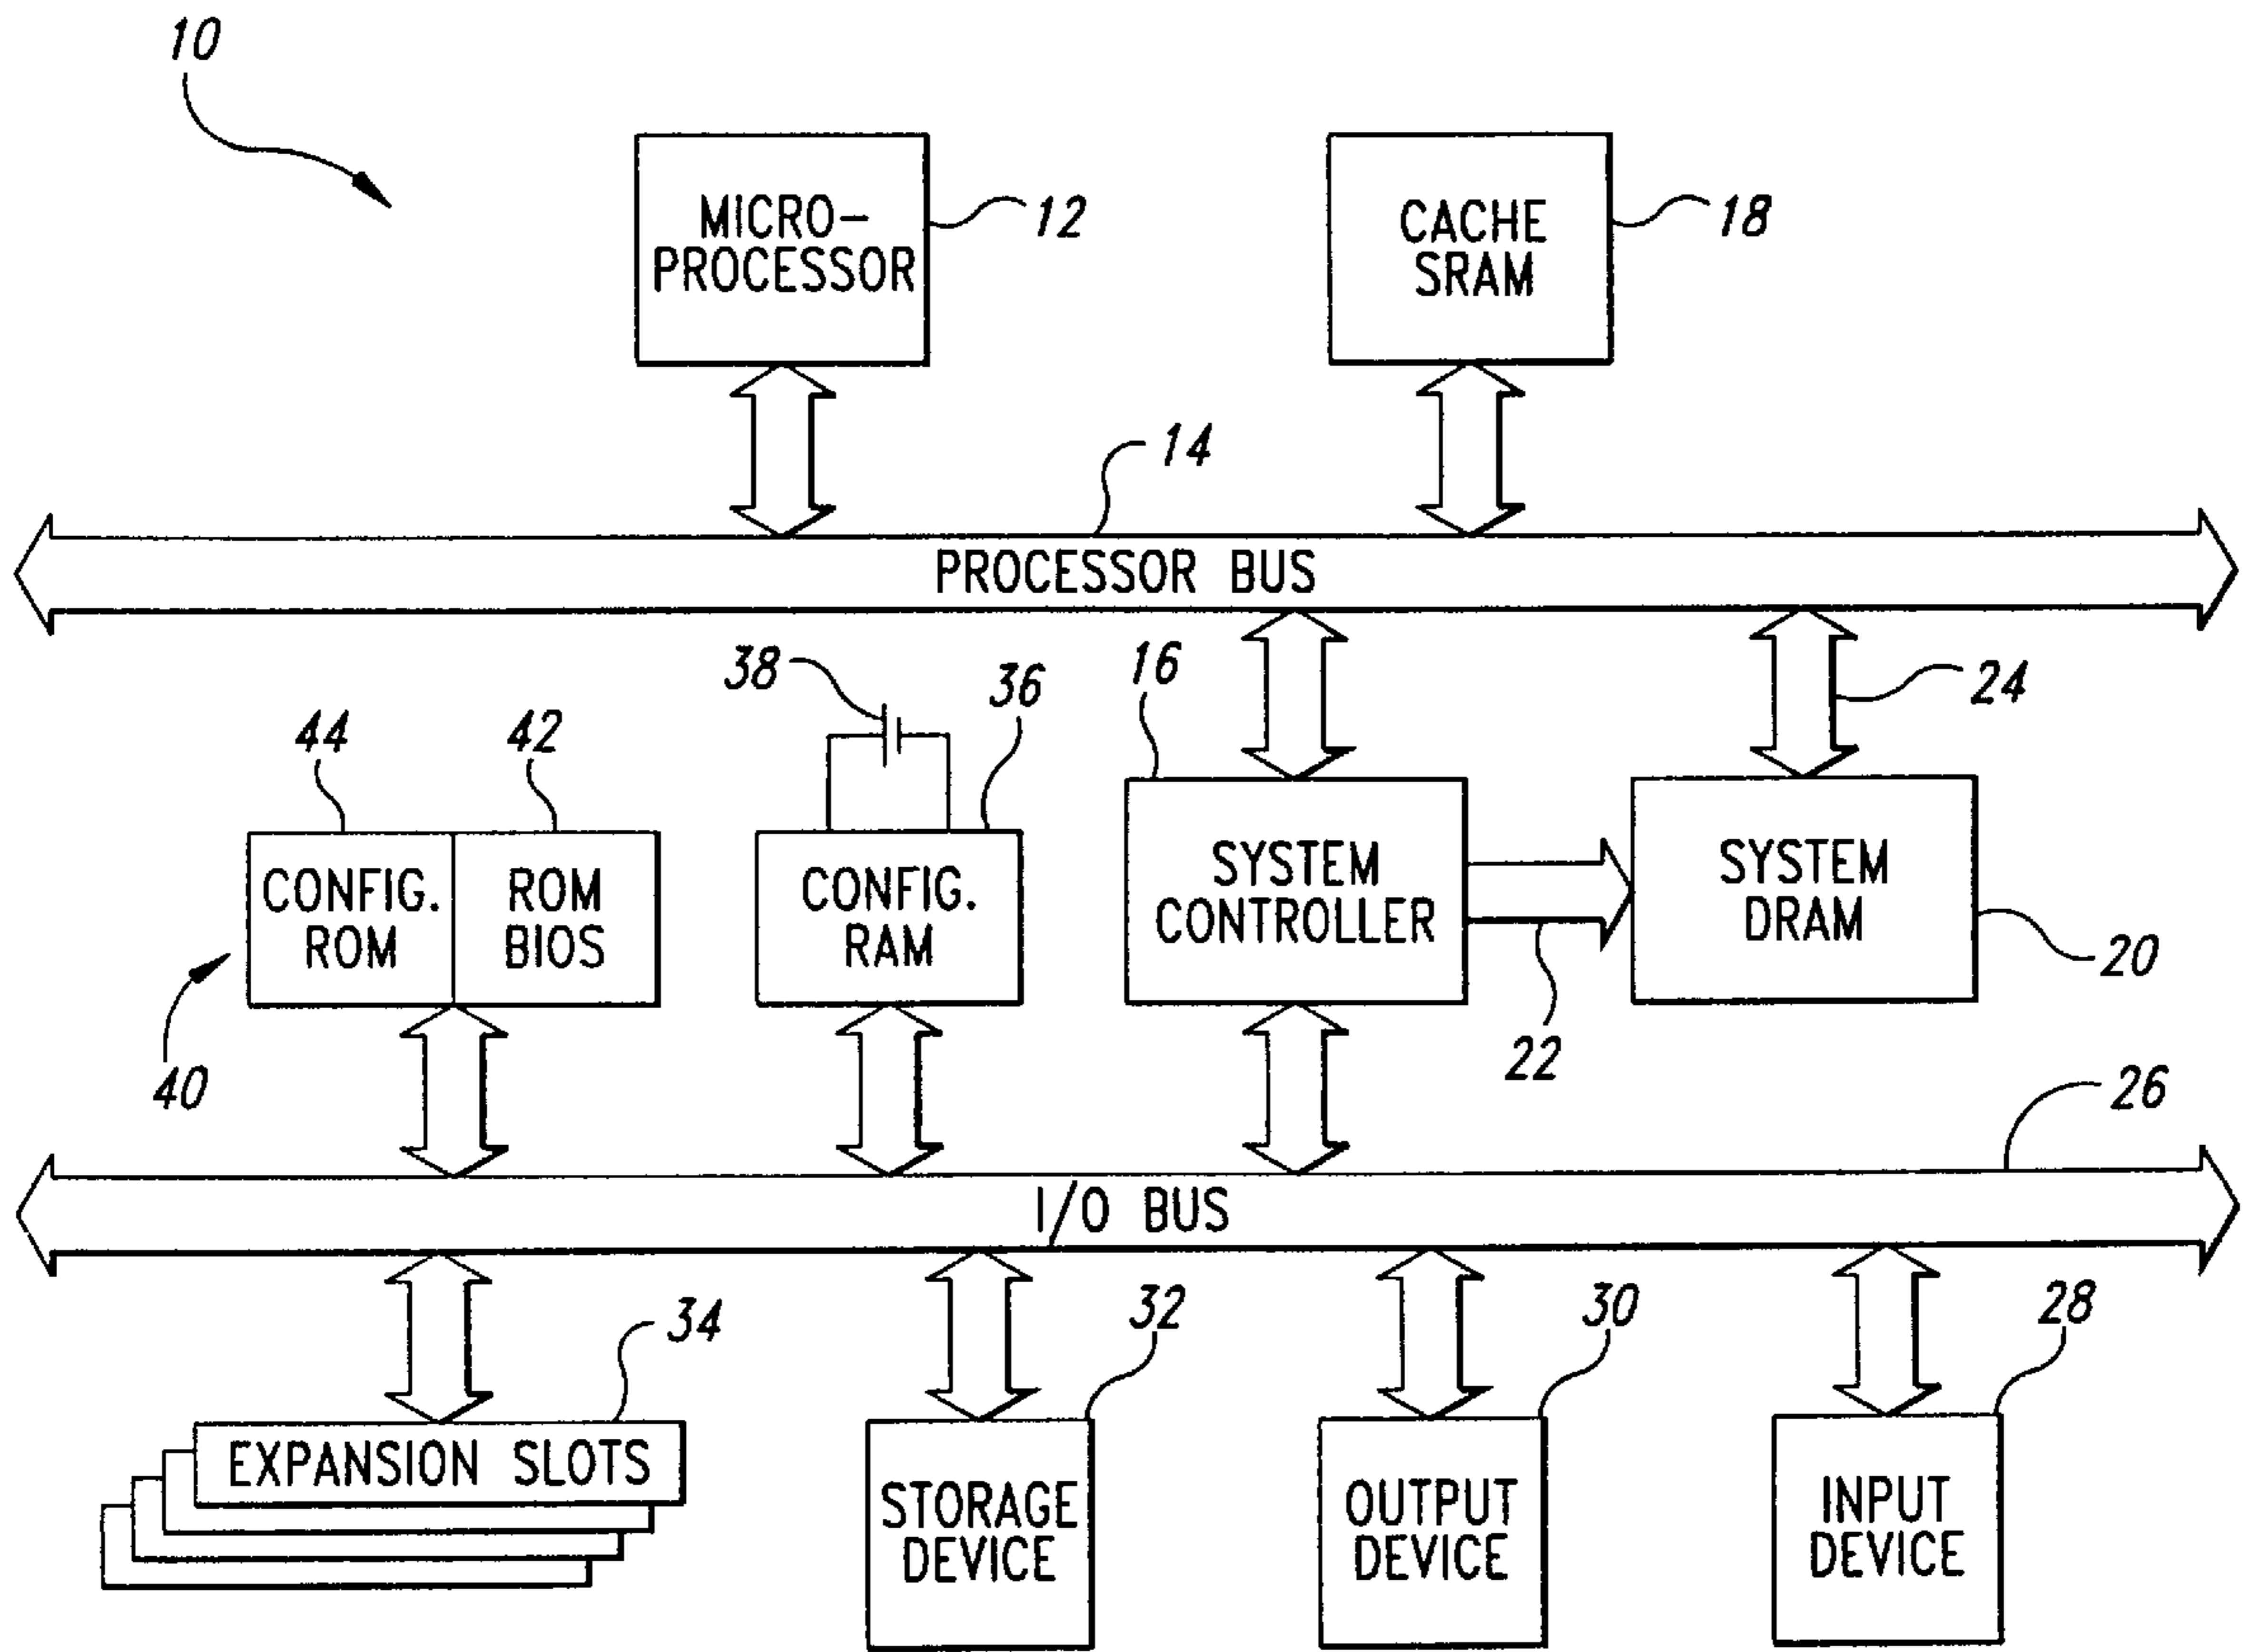 10
MICRO-
PROCESSOR
12
CACHE
SRAM
18
14
PROCESSOR BUS
38
36
16
24
44
42
CONFIG.
ROM
ROM
BIOS
CONFIG.
RAM
SYSTEM
CONTROLLER
SYSTEM
DRAM
20
22
40
26
I/O BUS
34
32
30
28
EXPANSION SLOTS
STORAGE
DEVICE
OUTPUT
DEVICE
INPUT
DEVICE